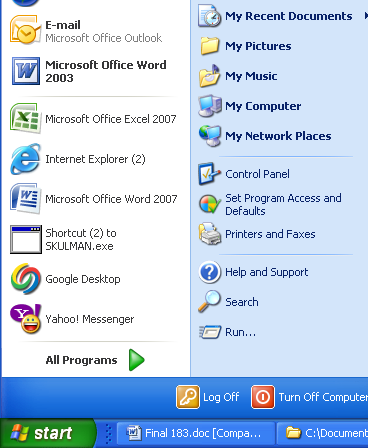 E-mail
Microsoft Office Outlook
Microsoft Office Word
2003
Microsoft Office Excel 2007
Internet Explorer (2)
Microsoft Office Word 2007
Shortcut (2) to
SKULMAN.exe
Google Desktop
Yahoo! Messenger
All Programs
My Recent Documents
My Pictures
My Music
My Computer
My Network Places
Control Panel
Set Program Access and
Defaults
Printers and Faxes
Help and Support
Search
Run...
Log Off
Turn Off Computer
start
Final 183.doc [Compa...
C:\Document